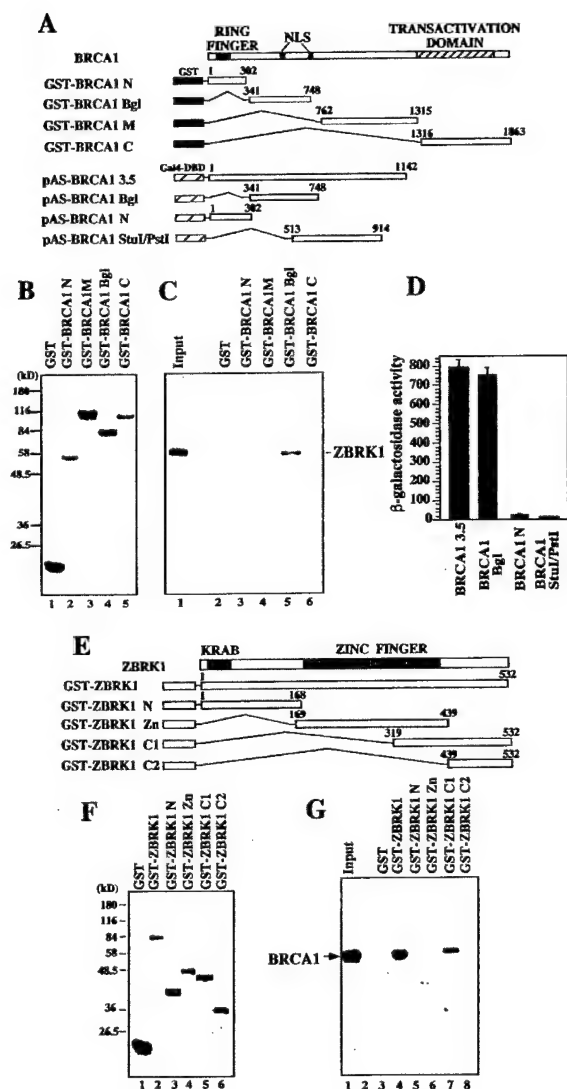 A
RING FINGER NLS TRANSACTIVATION DOMAIN
BRCA1
GST 1 302
GST-BRCA1 N
341 748
GST-BRCA1 Bgl
762 1315
GST-BRCA1 M
1316 1863
GST-BRCA1 C
Gal4-DBD 1 1142
pAS-BRCA1 3.5
341 748
pAS-BRCA1 Bgl
1 302
pAS-BRCA1 N
513 914
pAS-BRCA1 StuI/PstI
B
GST
GST-BRCA1 N
GST-BRCA1M
GST-BRCA1 Bgl
GST-BRCA1 C
(kD)
180
116
84
58
48.5
36
26.5
1 2 3 4 5
C
Input
GST
GST-BRCA1 N
GST-BRCA1M
GST-BRCA1 Bgl
GST-BRCA1 C
-ZBRK1
1 2 3 4 5 6
D
β-galactosidase activity
800
700
600
500
400
300
200
100
0
BRCA1 3.5
BRCA1 Bgl
BRCA1 N
BRCA1 StuI/PstI
E
KRAB ZINC FINGER
ZBRK1
1 532
GST-ZBRK1
1 168
GST-ZBRK1 N
169 439
GST-ZBRK1 Zn
319 532
GST-ZBRK1 C1
439 532
GST-ZBRK1 C2
F
GST
GST-ZBRK1
GST-ZBRK1 N
GST-ZBRK1 Zn
GST-ZBRK1 C1
GST-ZBRK1 C2
(kD)
180
116
84
58
48.5
36
26.5
1 2 3 4 5 6
G
Input
GST
GST-ZBRK1
GST-ZBRK1 N
GST-ZBRK1 Zn
GST-ZBRK1 C1
GST-ZBRK1 C2
BRCA1
1 2 3 4 5 6 7 8